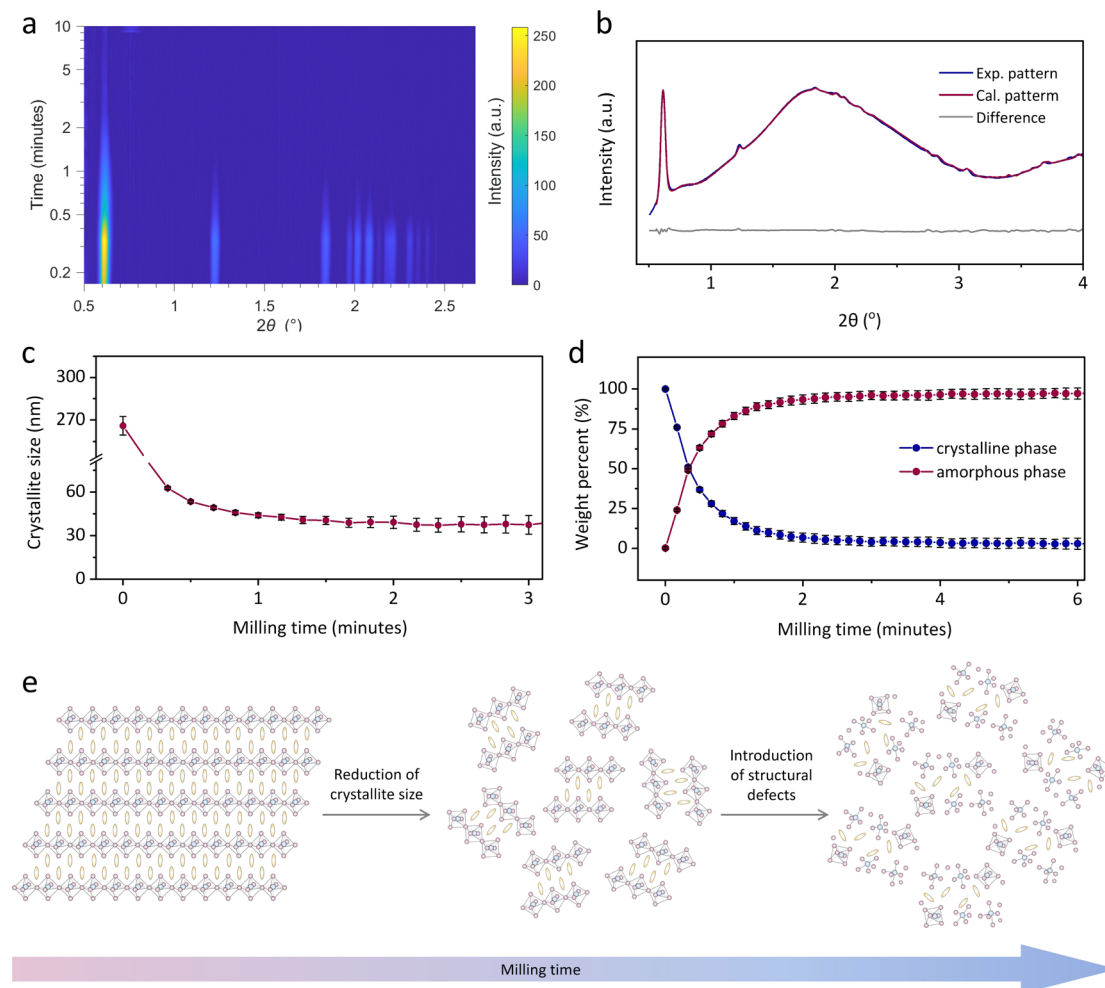 a
10
5
2
1
0.5
0.2
Time (minutes)
0.5
1
1.5
2
2.5
2θ (°)
250
200
150
100
50
0
Intensity (a.u.)
b
Exp. pattern
Cal. patterm
Difference
Intensity (a.u.)
1
2
3
4
2θ (°)
c
300
270
60
30
0
Crystallite size (nm)
0
1
2
3
Milling time (minutes)
d
100
75
50
25
0
Weight percent (%)
crystalline phase
amorphous phase
0
2
4
6
Milling time (minutes)
e
Reduction of
crystallite size
Introduction
of structural
defects
Milling time